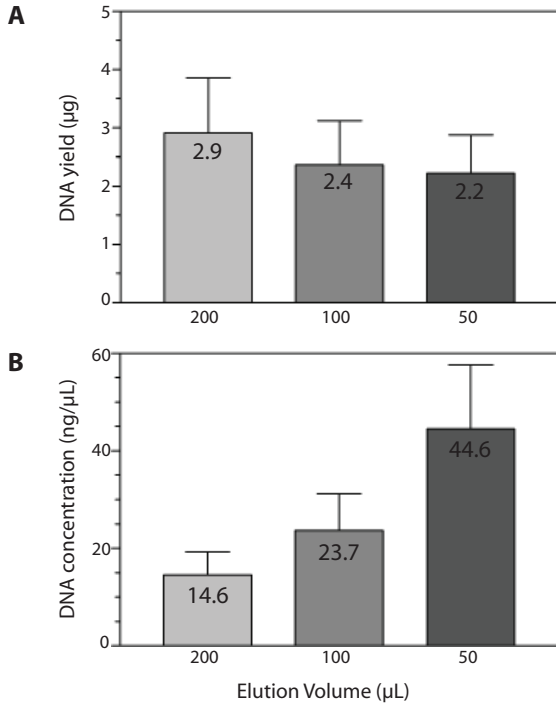 A
DNA yield (µg)
5
4
3
2
1
0
2.9
2.4
2.2
200 100 50
B
DNA concentration (ng/µL)
60
40
20
0
14.6
23.7
44.6
200 100 50
Elution Volume (µL)